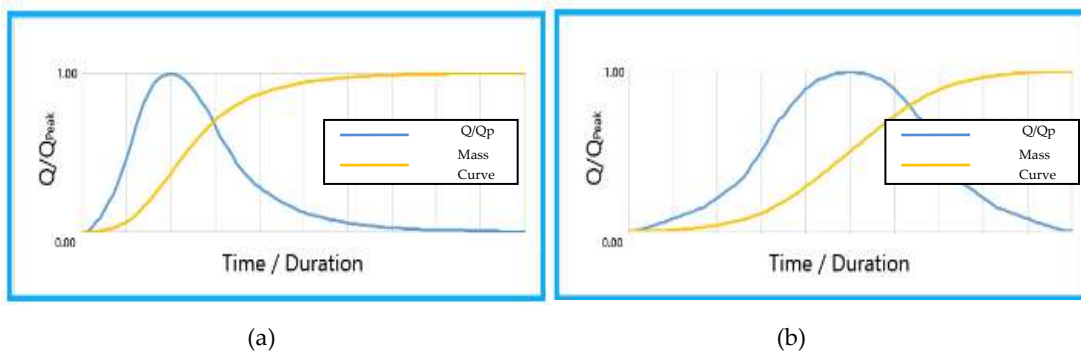 1.00
Q/QPeak
0.00
Q/Qp
Mass
Curve
Time / Duration
(a)
1.00
Q/QPeak
0.00
Q/Qp
Mass
Curve
Time / Duration
(b)